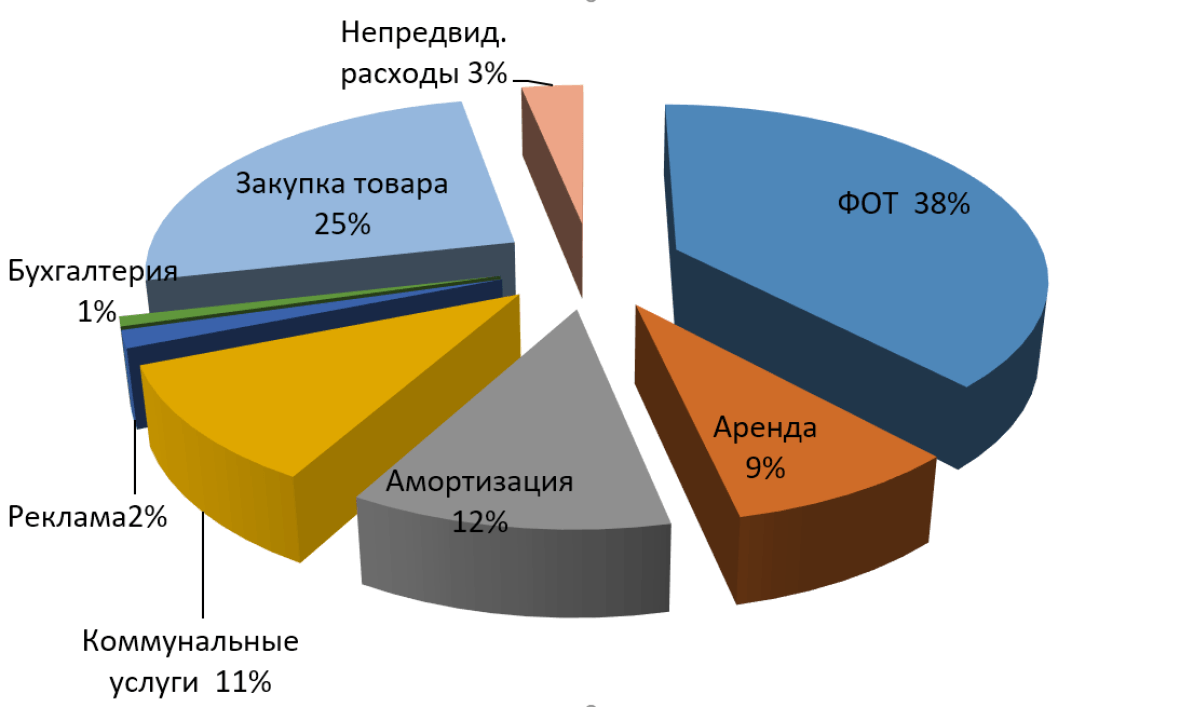 Непредвид.
расходы 3%
Закупка товара
25%
ФОТ  38%
Бухгалтерия
1%
Аренда
9%
Амортизация
12%
Реклама2%
Коммунальные
услуги  11%